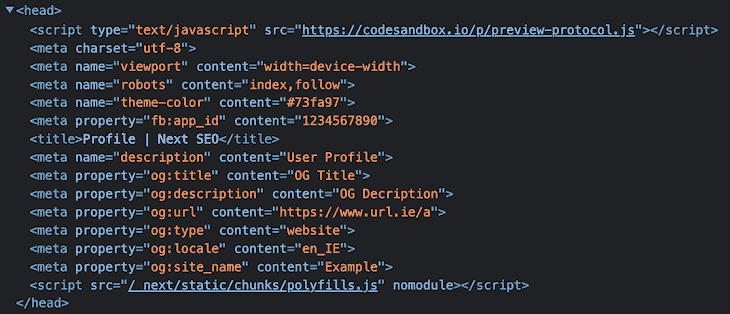 ▼<head>
<script type="text/javascript" src="https://codesandbox.io/p/preview-protocol.js"></script>
<meta charset="utf-8">
<meta name="viewport" content="width=device-width">
<meta name="robots" content="index,follow">
<meta name="theme-color" content="#73fa97">
<meta property="fb:app_id" content="1234567890">
<title>Profile | Next SEO</title>
<meta name="description" content="User Profile">
<meta property="og:title" content="OG Title">
<meta property="og:description" content="OG Decription">
<meta property="og:url" content="https://www.url.ie/a">
<meta property="og:type" content="website">
<meta property="og:locale" content="en_IE">
<meta property="og:site_name" content="Example">
<script src="/_next/static/chunks/polyfills.js" nomodule></script>
</head>